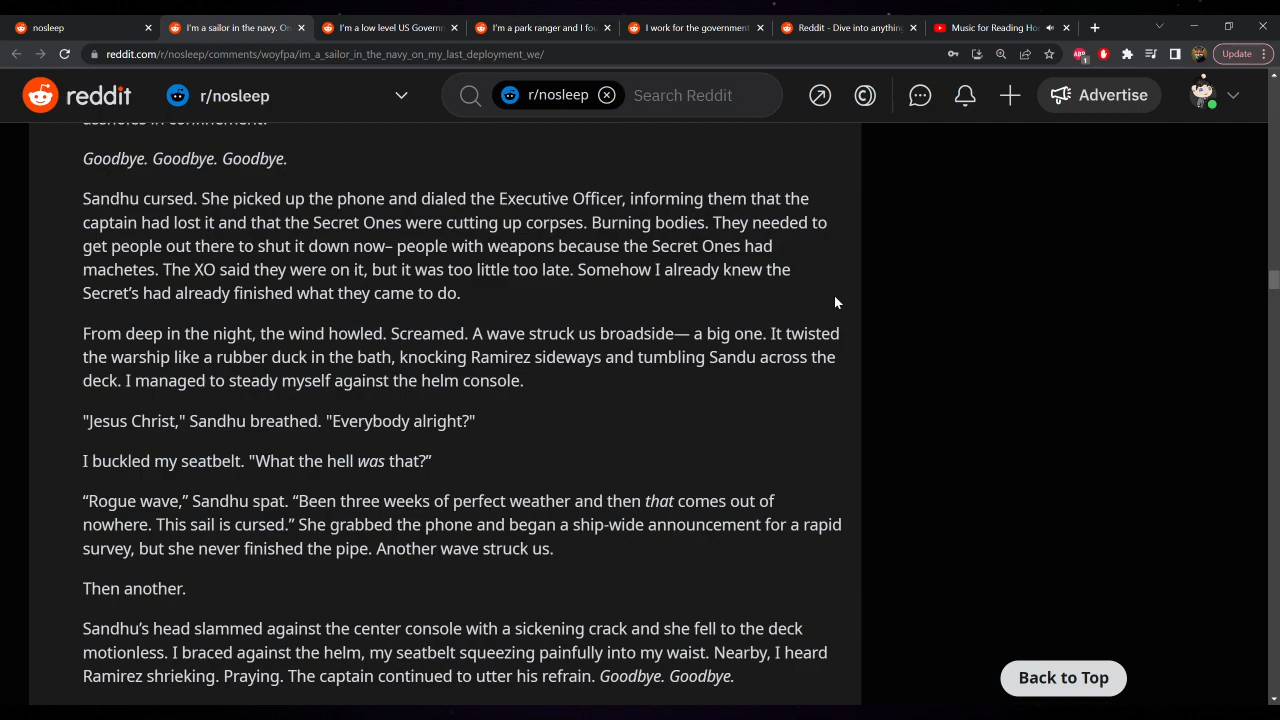 nosleep
I'm a sailor in the navy. On
I'm a low level US Governm
I'm a park ranger and I fou
I work for the government
Reddit - Dive into anything
Music for Reading Ho
reddit.com/r/nosleep/comments/woyfpa/im_a_sailor_in_the_navy_on_my_last_deployment_we/
ABP
1
Update
reddit
r/nosleep
r/nosleep
Search Reddit
Advertise
assholes in confinement.
Goodbye. Goodbye. Goodbye.
Sandhu cursed. She picked up the phone and dialed the Executive Officer, informing them that the
captain had lost it and that the Secret Ones were cutting up corpses. Burning bodies. They needed to
get people out there to shut it down now– people with weapons because the Secret Ones had
machetes. The XO said they were on it, but it was too little too late. Somehow I already knew the
Secret’s had already finished what they came to do.
From deep in the night, the wind howled. Screamed. A wave struck us broadside— a big one. It twisted
the warship like a rubber duck in the bath, knocking Ramirez sideways and tumbling Sandu across the
deck. I managed to steady myself against the helm console.
"Jesus Christ," Sandhu breathed. "Everybody alright?"
I buckled my seatbelt. "What the hell was that?”
“Rogue wave,” Sandhu spat. “Been three weeks of perfect weather and then that comes out of
nowhere. This sail is cursed.” She grabbed the phone and began a ship-wide announcement for a rapid
survey, but she never finished the pipe. Another wave struck us.
Then another.
Sandhu’s head slammed against the center console with a sickening crack and she fell to the deck
motionless. I braced against the helm, my seatbelt squeezing painfully into my waist. Nearby, I heard
Ramirez shrieking. Praying. The captain continued to utter his refrain. Goodbye. Goodbye.
Back to Top